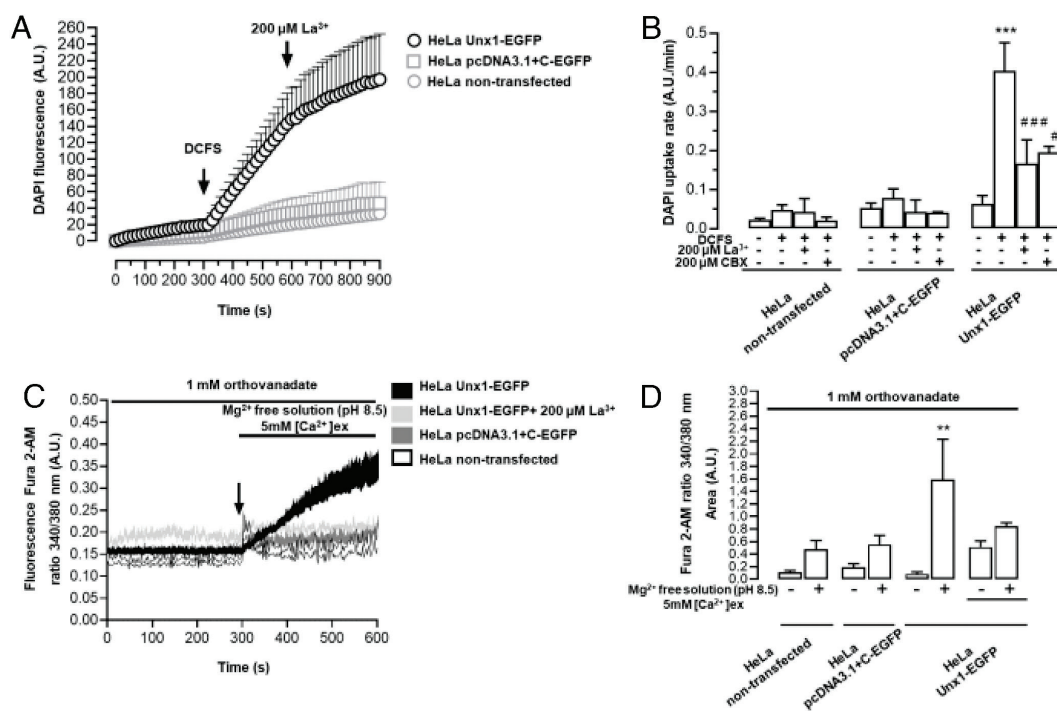 A
DAPI fluorescence (A.U.)
260
240
220
200
180
160
140
120
100
80
60
40
20
0
DCFS
200 µM La³⁺
HeLa Unx1-EGFP
HeLa pcDNA3.1+C-EGFP
HeLa non-transfected
0 100 200 300 400 500 600 700 800 900
Time (s)
B
DAPI uptake rate (A.U./min)
0.5
0.4
0.3
0.2
0.1
0
***
###
#
DCFS - + + + - + + + - + + +
200 µM La³⁺ - - + - - - + - - - + -
200 µM CBX - - - + - - - + - - - +
HeLa
non-transfected
HeLa
pcDNA3.1+C-EGFP
HeLa
Unx1-EGFP
C
Fluorescence Fura 2-AM
ratio 340/380 nm (A.U.)
1 mM orthovanadate
Mg²⁺ free solution (pH 8.5)
5mM [Ca²⁺]ex
0.50
0.45
0.40
0.35
0.30
0.25
0.20
0.15
0.10
0.05
0.00
HeLa Unx1-EGFP
HeLa Unx1-EGFP+ 200 µM La³⁺
HeLa pcDNA3.1+C-EGFP
HeLa non-transfected
0 100 200 300 400 500 600
Time (s)
D
Fura 2-AM ratio 340/380 nm
Area (A.U.)
3.0
2.8
2.6
2.4
2.2
2.0
1.8
1.6
1.4
1.2
1.0
0.8
0.6
0.4
0.2
0.0
1 mM orthovanadate
**
Mg²⁺ free solution (pH 8.5) - + - + - + - +
5mM [Ca²⁺]ex
HeLa
non-transfected
HeLa
pcDNA3.1+C-EGFP
HeLa
Unx1-EGFP